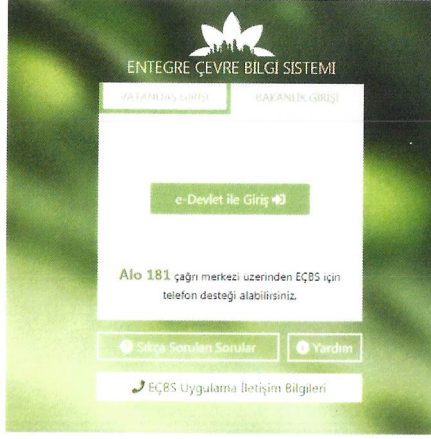 ENTEGRE ÇEVRE BİLGİ SİSTEMİ
VATANDAŞ GİRİŞİ BAKANLIK GİRİŞİ
e-Devlet ile Giriş
Alo 181 çağrı merkezi üzerinden EÇBS için
telefon desteği alabilirsiniz.
Sıkça Sorulan Sorular Yardım
EÇBS Uygulama İletişim Bilgileri